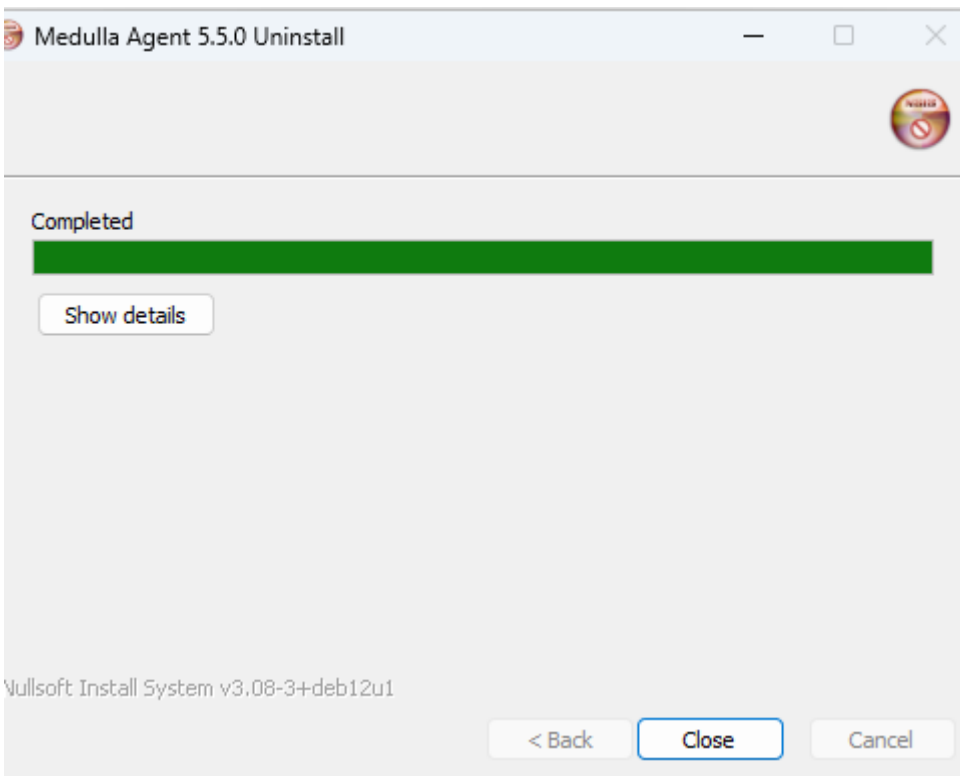 Medulla Agent 5.5.0 Uninstall
Completed
Show details
Nullsoft Install System v3.08-3+deb12u1
< Back
Close
Cancel